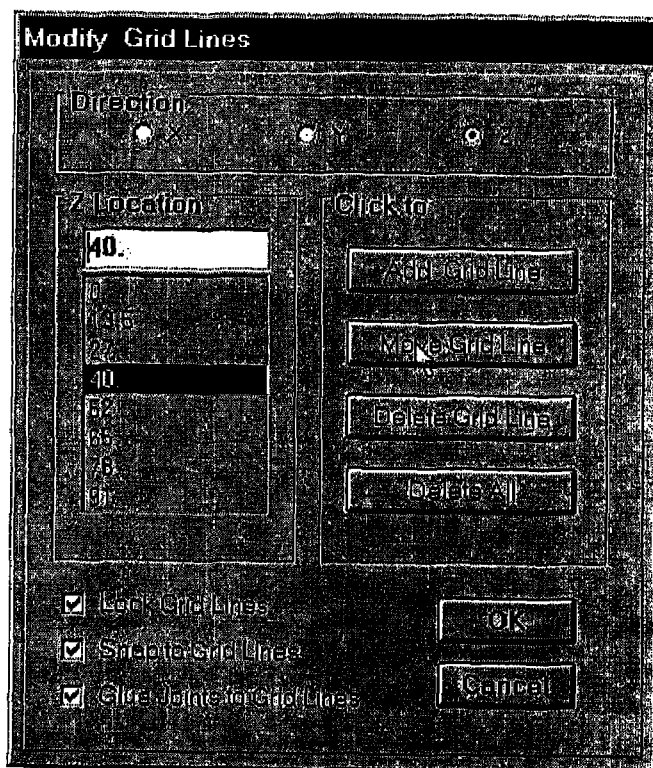 Modify Grid Lines
Direction
X Y Z
Z Location
Click to:
40.
0.
13.5
27.
40.
52.
65.
78.
91.
Add Grid Line
Move Grid Line
Delete Grid Line
Delete All
Lock Grid Lines
Snap to Grid Lines
Glue Joints to Grid Lines
OK
Cancel